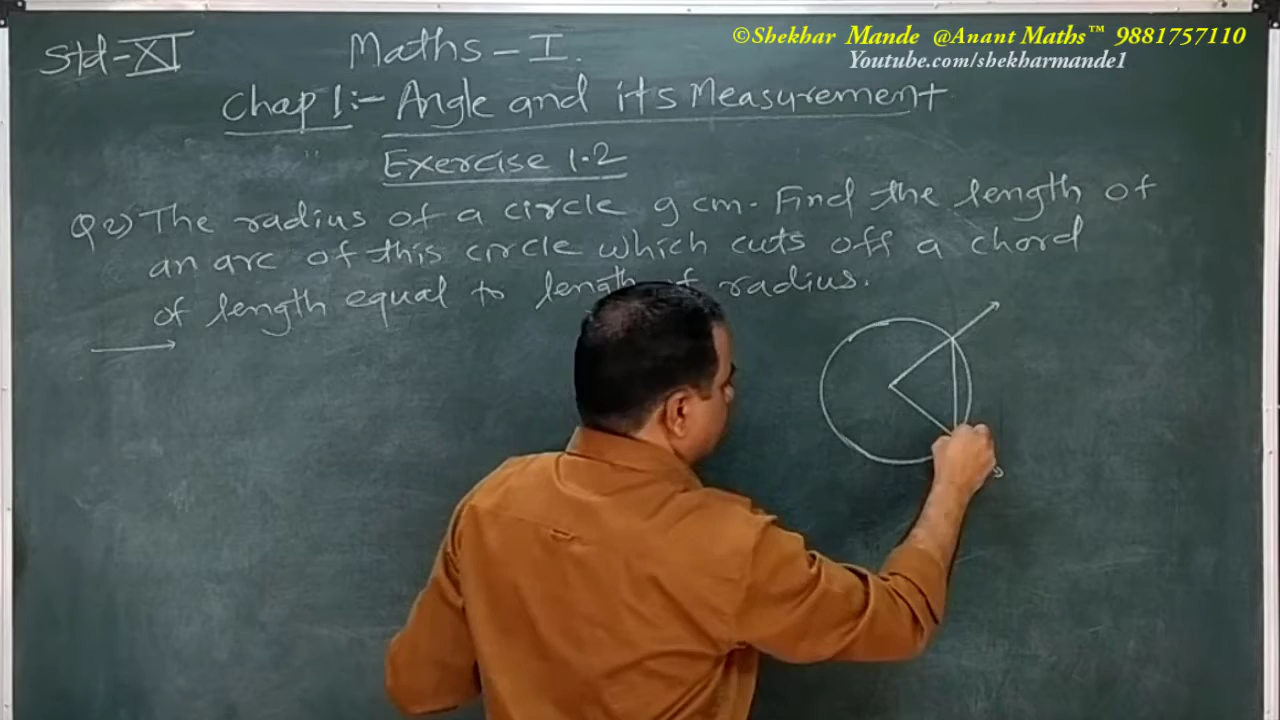 ©Shekhar Mande @Anant Maths™ 9881757110
Youtube.com/shekharmande1
Std-XI Maths-I.
Chap 1:- Angle and its Measurement
Exercise 1.2
Q 2) The radius of a circle 9 cm. Find the length of
an arc of this circle which cuts off a chord
of length equal to length of radius.